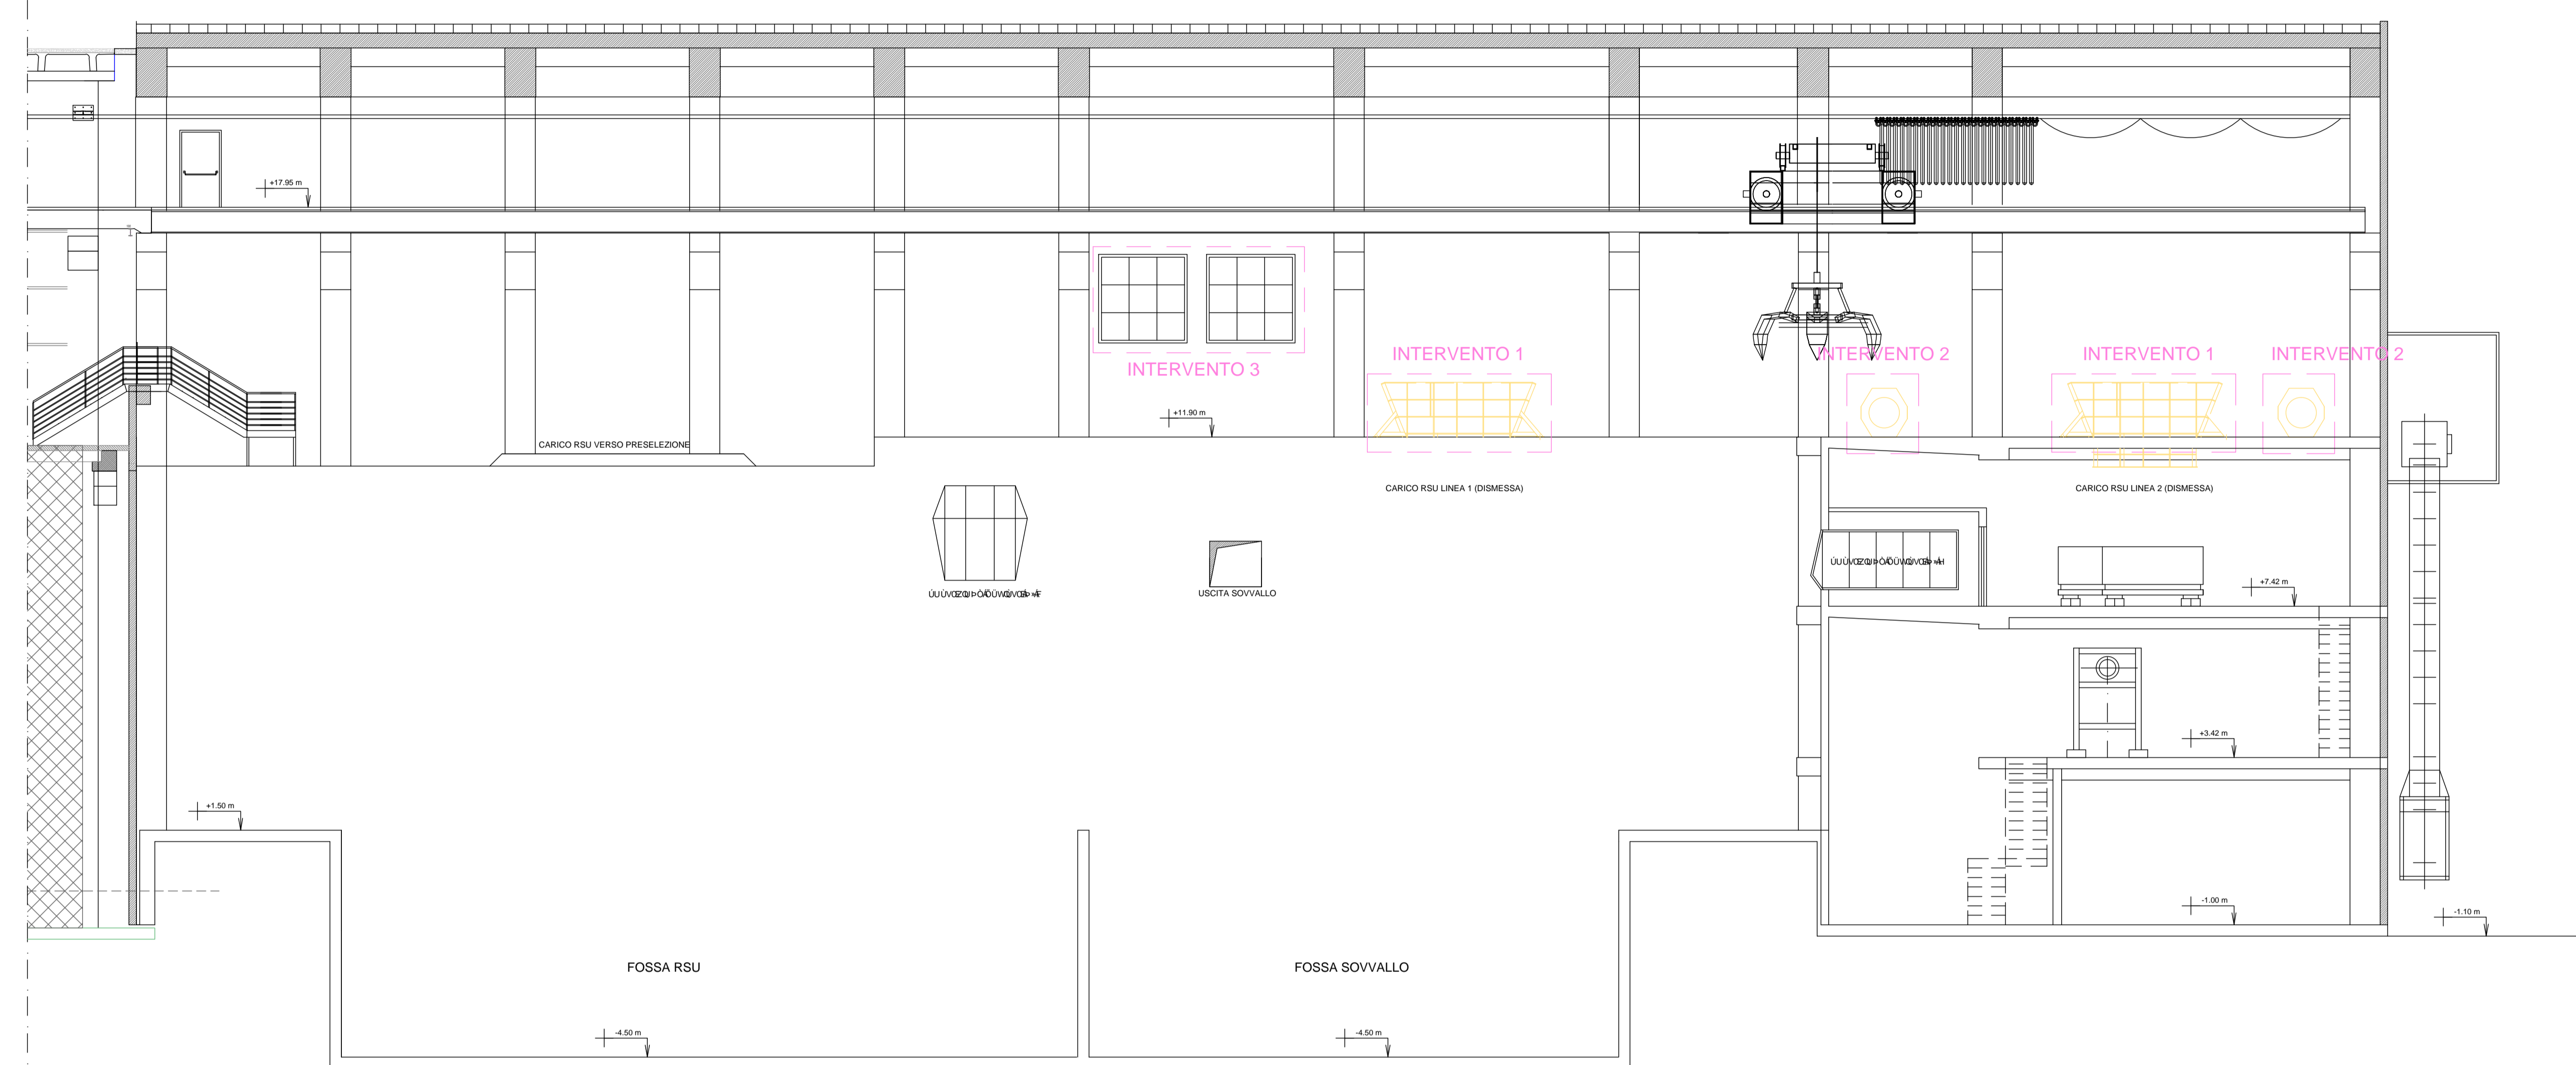 +17.95 m
INTERVENTO 3
INTERVENTO 1
INTERVENTO 2
INTERVENTO 1
INTERVENTO 2
+11.90 m
CARICO RSU VERSO PRESELEZIONE
CARICO RSU LINEA 1 (DISMESSA)
CARICO RSU LINEA 2 (DISMESSA)
USCITA SOVVALLO
+7.42 m
+3.42 m
+1.50 m
-1.00 m
-1.10 m
FOSSA RSU
FOSSA SOVVALLO
-4.50 m
-4.50 m